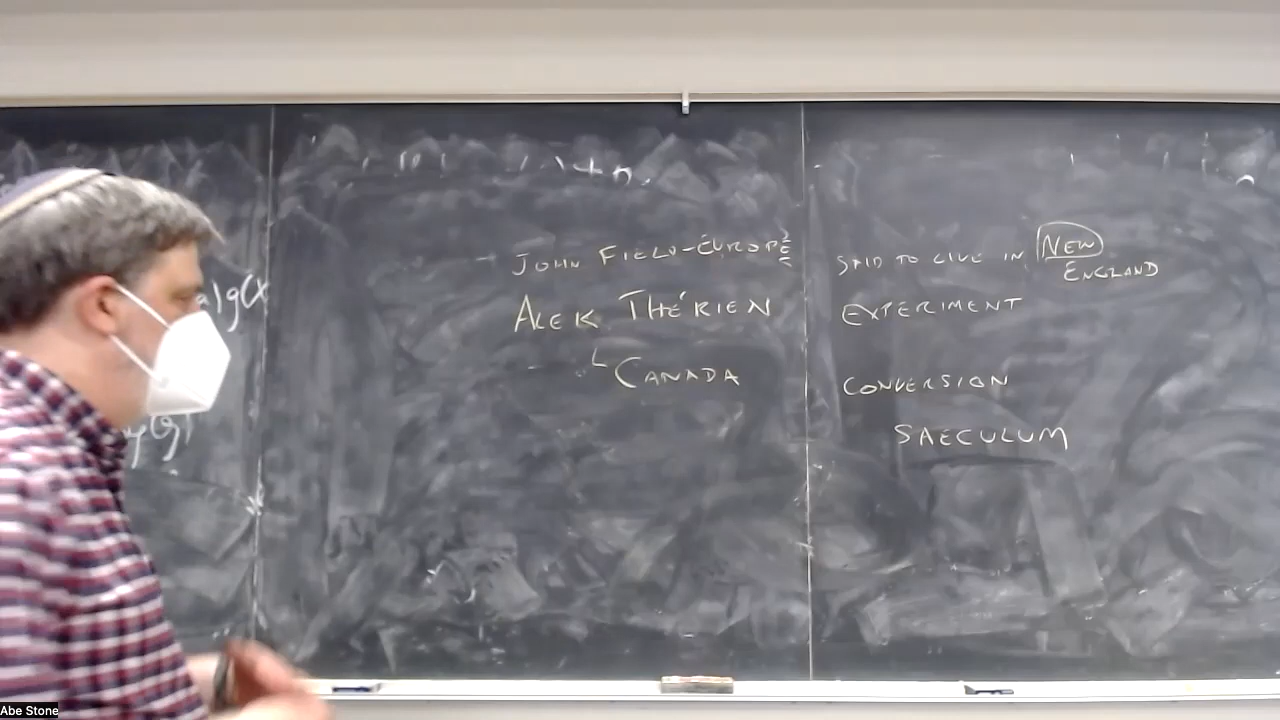 JOHN FIELD-EUROPE
ALEK THÉRIEN
CANADA
SAID TO LIVE IN NEW
ENGLAND
EXPERIMENT
CONVERSION
SAECULUM
Abe Stone